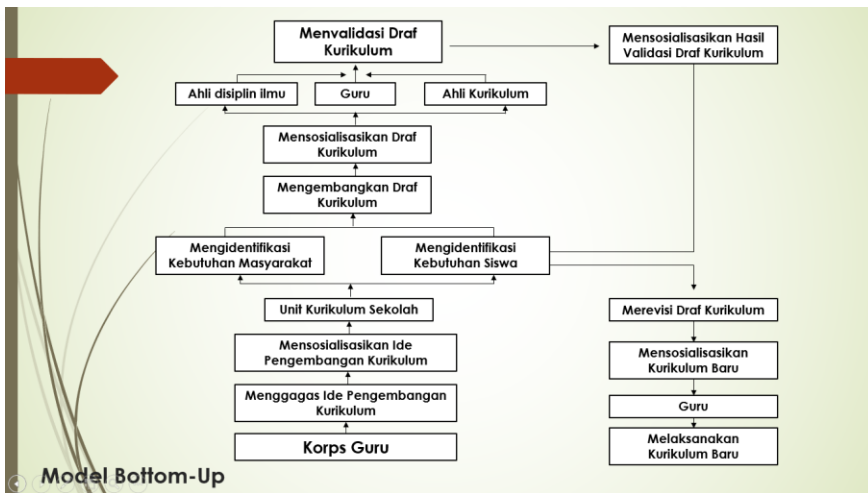 Menvalidasi Draf
Kurikulum
Mensosialisasikan Hasil
Validasi Draf Kurikulum
Ahli disiplin ilmu
Guru
Ahli Kurikulum
Mensosialisasikan Draf
Kurikulum
Mengembangkan Draf
Kurikulum
Mengidentifikasi
Kebutuhan Masyarakat
Mengidentifikasi
Kebutuhan Siswa
Unit Kurikulum Sekolah
Merevisi Draf Kurikulum
Mensosialisasikan Ide
Pengembangan Kurikulum
Mensosialisasikan
Kurikulum Baru
Menggagas Ide Pengembangan
Kurikulum
Guru
Korps Guru
Melaksanakan
Kurikulum Baru
Model Bottom-Up